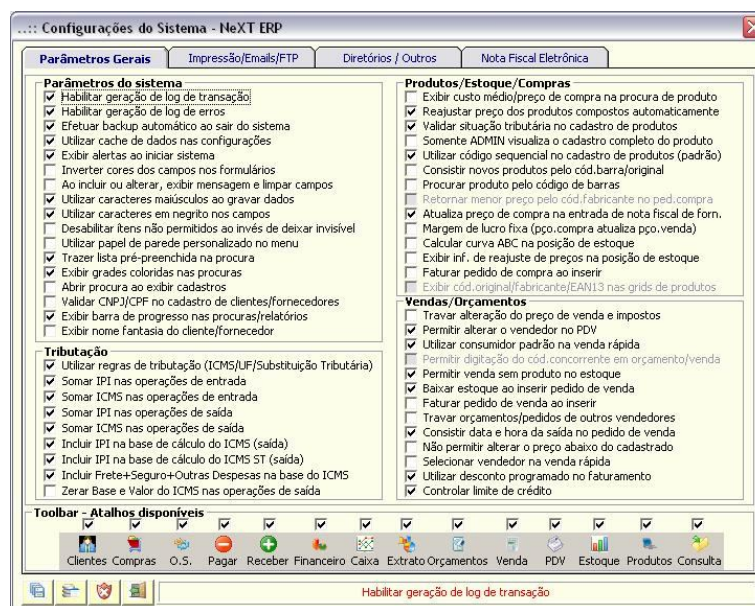 ..:: Configurações do Sistema - NeXT ERP
Parâmetros Gerais
Impressão/Emails/FTP
Diretórios / Outros
Nota Fiscal Eletrônica
Parâmetros do sistema
Habilitar geração de log de transação
Habilitar geração de log de erros
Efetuar backup automático ao sair do sistema
Utilizar cache de dados nas configurações
Exibir alertas ao iniciar sistema
Inverter cores dos campos nos formulários
Ao incluir ou alterar, exibir mensagem e limpar campos
Utilizar caracteres maiúsculos ao gravar dados
Utilizar caracteres em negrito nos campos
Desabilitar ítens não permitidos ao invés de deixar invisível
Utilizar papel de parede personalizado no menu
Trazer lista pré-preenchida na procura
Exibir grades coloridas nas procuras
Abrir procura ao exibir cadastros
Validar CNPJ/CPF no cadastro de clientes/fornecedores
Exibir barra de progresso nas procuras/relatórios
Exibir nome fantasia do cliente/fornecedor
Tributação
Utilizar regras de tributação (ICMS/UF/Substituição Tributária)
Somar IPI nas operações de entrada
Somar ICMS nas operações de entrada
Somar IPI nas operações de saída
Somar ICMS nas operações de saída
Incluir IPI na base de cálculo do ICMS (saída)
Incluir IPI na base de cálculo do ICMS ST (saída)
Incluir Frete+Seguro+Outras Despesas na base do ICMS
Zerar Base e Valor do ICMS nas operações de saída
Produtos/Estoque/Compras
Exibir custo médio/preço de compra na procura de produto
Reajustar preço dos produtos compostos automaticamente
Validar situação tributária no cadastro de produtos
Somente ADMIN visualiza o cadastro completo do produto
Utilizar código sequencial no cadastro de produtos (padrão)
Consistir novos produtos pelo cód.barra/original
Procurar produto pelo código de barras
Retornar menor preço pelo cód.fabricante no ped.compra
Atualiza preço de compra na entrada de nota fiscal de forn.
Margem de lucro fixa (pço.compra atualiza pço.venda)
Calcular curva ABC na posição de estoque
Exibir inf. de reajuste de preços na posição de estoque
Faturar pedido de compra ao inserir
Exibir cód.original/fabricante/EAN13 nas grids de produtos
Vendas/Orçamentos
Travar alteração do preço de venda e impostos
Permitir alterar o vendedor no PDV
Utilizar consumidor padrão na venda rápida
Permitir digitação do cód.concorrente em orçamento/venda
Permitir venda sem produto no estoque
Baixar estoque ao inserir pedido de venda
Faturar pedido de venda ao inserir
Travar orçamentos/pedidos de outros vendedores
Consistir data e hora da saída no pedido de venda
Não permitir alterar o preço abaixo do cadastrado
Selecionar vendedor na venda rápida
Utilizar desconto programado no faturamento
Controlar limite de crédito
Toolbar - Atalhos disponíveis
Clientes Compras O.S. Pagar Receber Financeiro Caixa Extrato Orçamentos Venda PDV Estoque Produtos Consulta
Habilitar geração de log de transação